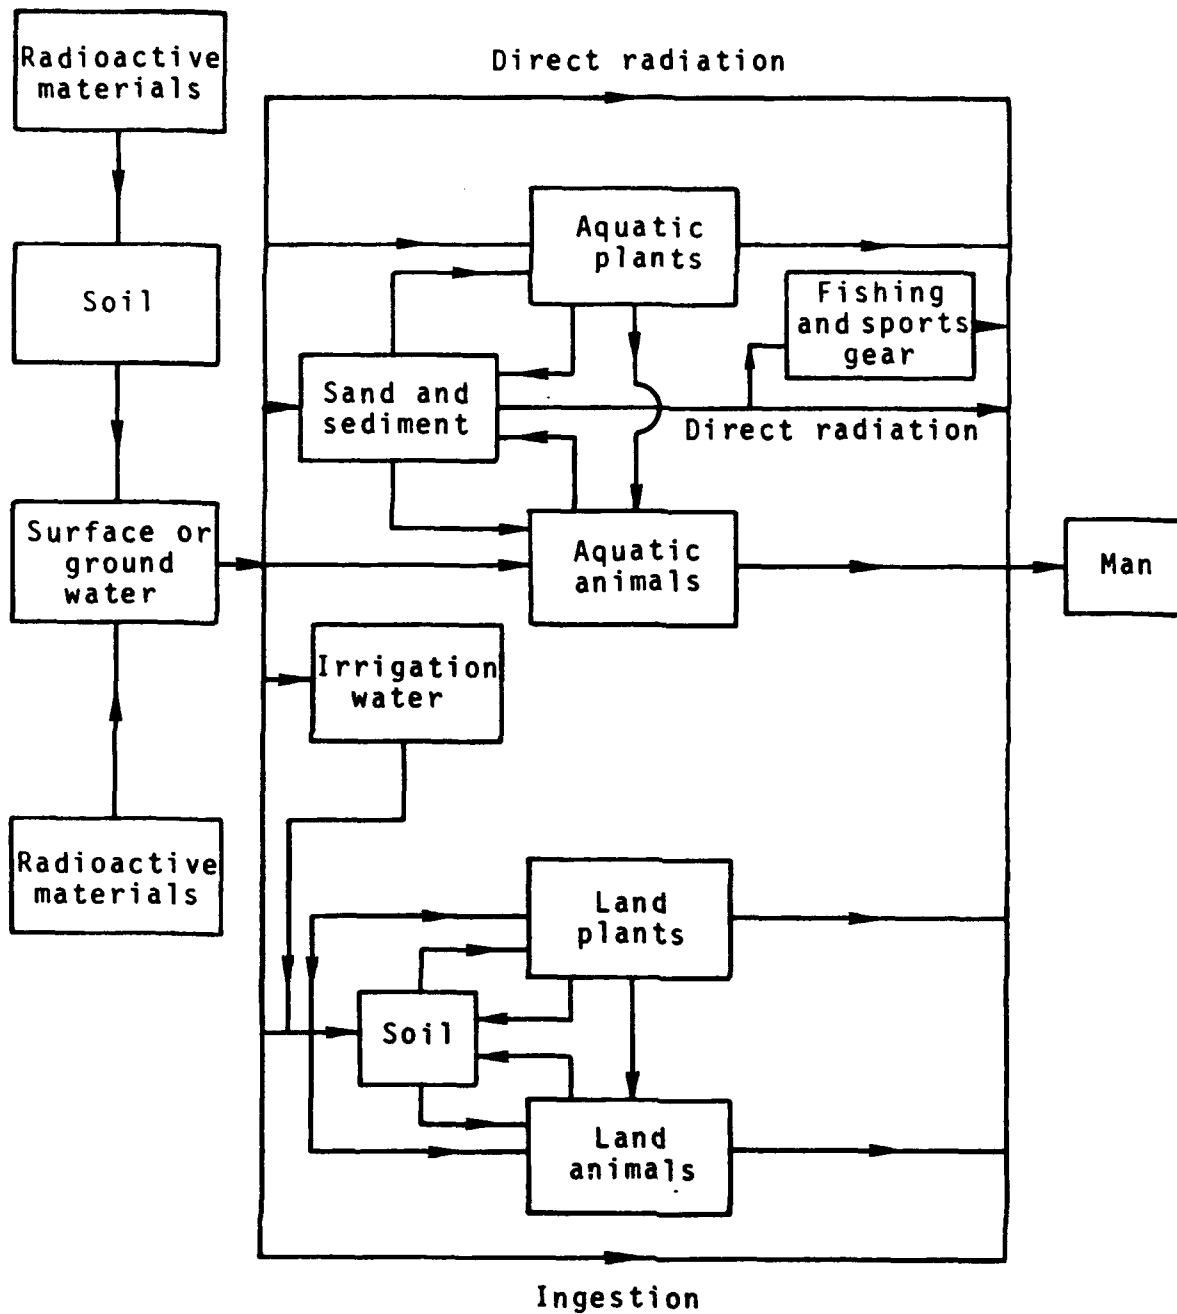 Radioactive
materials
Direct radiation
Aquatic
plants
Soil
Fishing
and sports
gear
Sand and
sediment
Direct radiation
Surface or
ground
water
Aquatic
animals
Man
Irrigation
water
Radioactive
materials
Land
plants
Soil
Land
animals
Ingestion